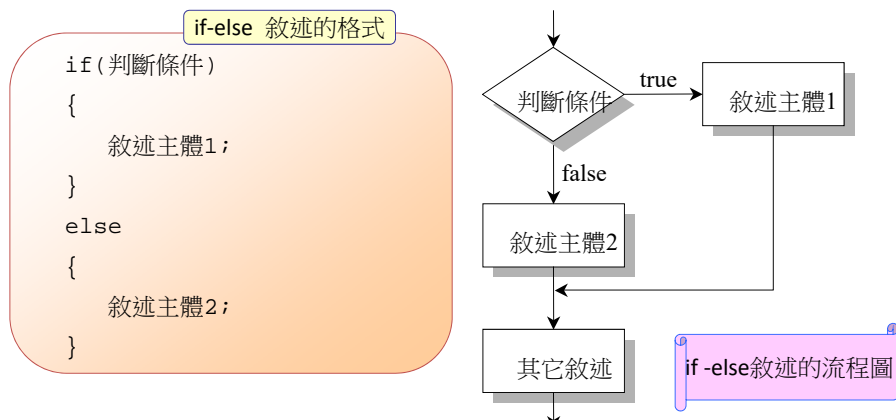 if-else 敘述的格式
if(判斷條件)
{
敘述主體1;
}
else
{
敘述主體2;
}
判斷條件
true
敘述主體1
false
敘述主體2
其它敘述
if -else敘述的流程圖